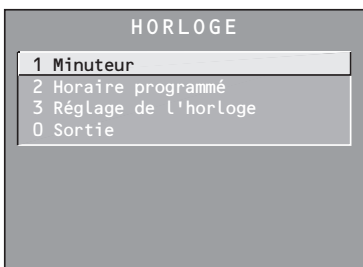 HORLOGE
1 Minuteur
2 Horaire programmé
3 Réglage de l'horloge
0 Sortie